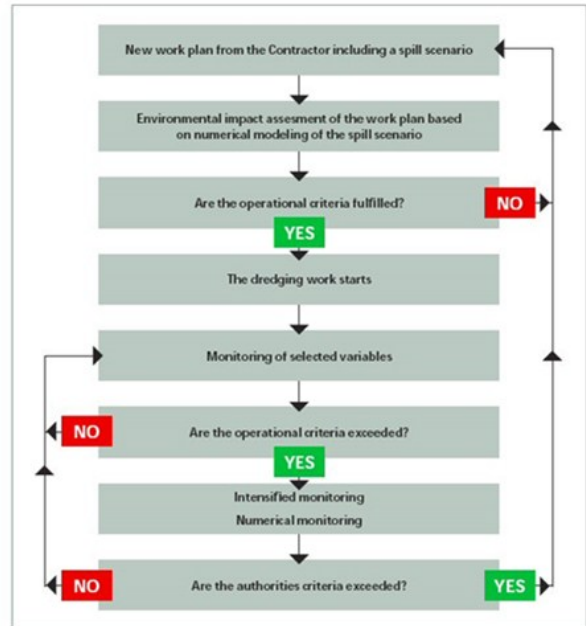 New work plan from the Contractor including a spill scenario
Environmental impact assesment of the work plan based
on numerical modeling of the spill scenario
Are the operational criteria fulfilled?
NO
YES
The dredging work starts
Monitoring of selected variables
NO
Are the operational criteria exceeded?
YES
Intensified monitoring
Numerical monitoring
NO
Are the authorities criteria exceeded?
YES